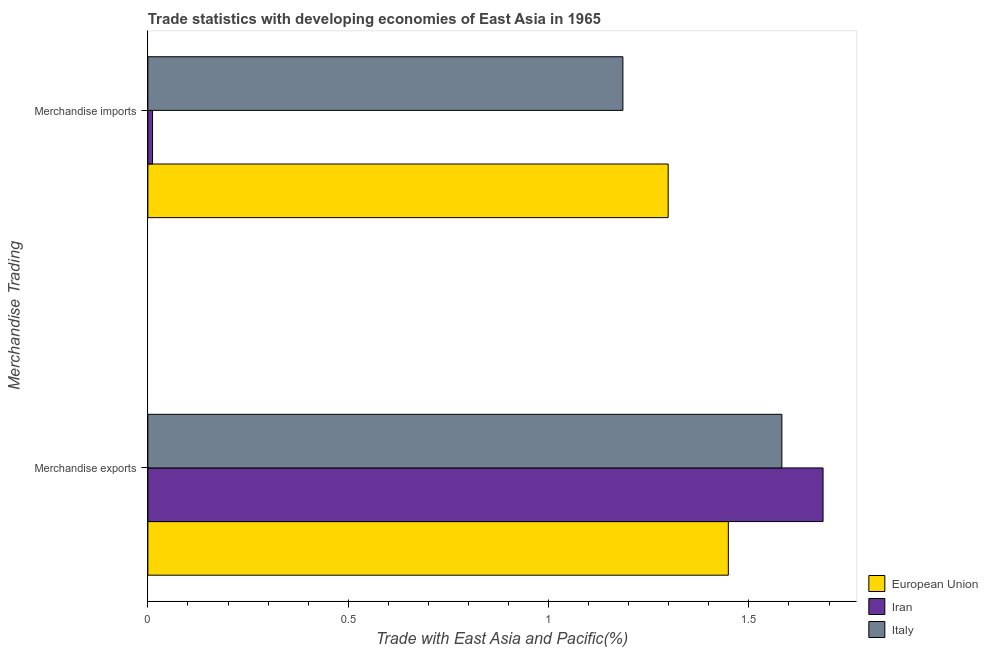 Trade statistics with developing economies of East Asia in 1965
Merchandise Trading
Merchandise imports
Merchandise exports
0
0.5
1
1.5
Trade with East Asia and Pacific(%)
European Union
Iran
Italy